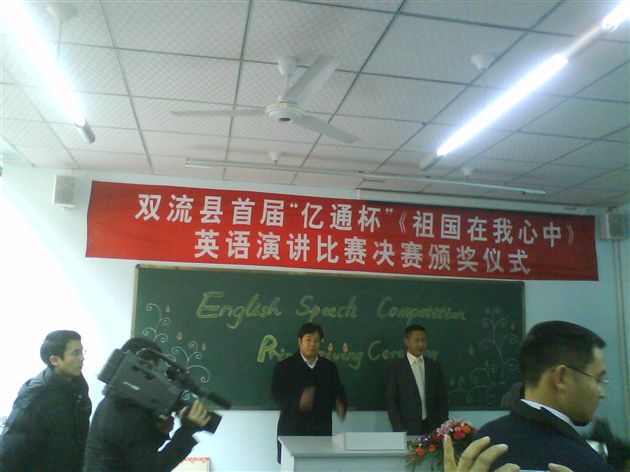 双流县首届“亿通杯”《祖国在我心中》
英语演讲比赛决赛颁奖仪式
English Speech Competition
Prize Giving Ceremony